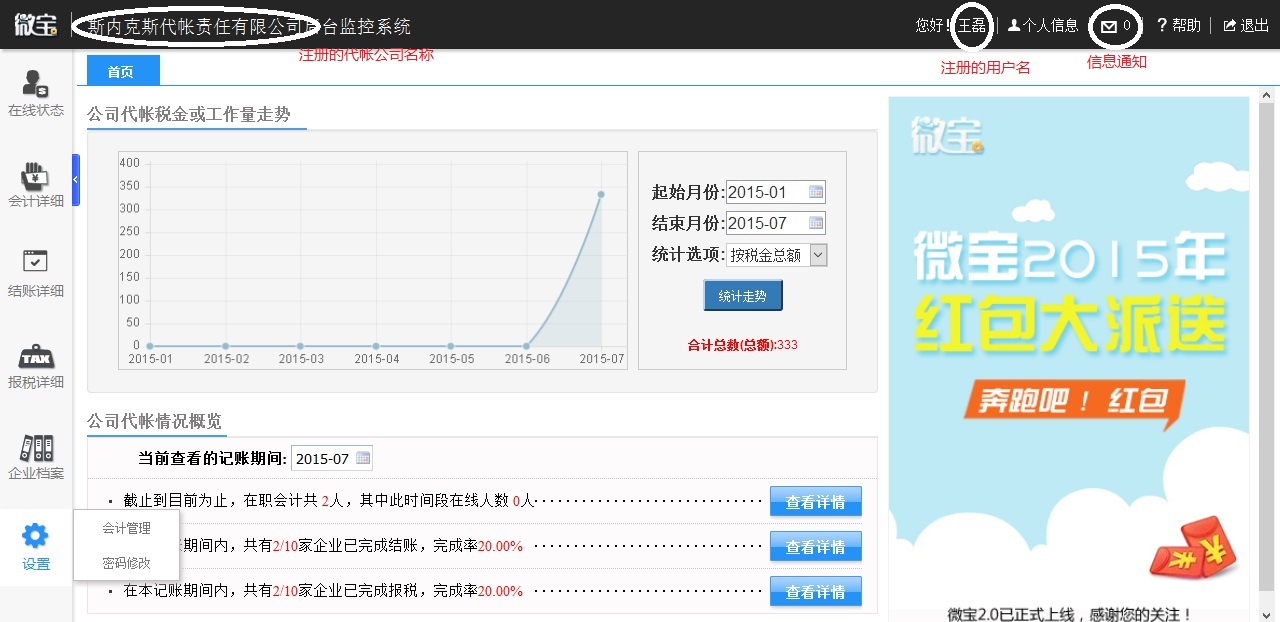 微宝
斯内克斯代帐责任有限公司后台监控系统
您好!王磊
个人信息
0
? 帮助
退出
注册的代帐公司名称
注册的用户名
信息通知
首页
在线状态
会计详细
结账详细
TAX
报税详细
企业档案
设置
会计管理
密码修改
公司代帐税金或工作量走势
400
350
300
250
200
150
100
50
0
2015-01 2015-02 2015-03 2015-04 2015-05 2015-06 2015-07
起始月份:2015-01
结束月份:2015-07
统计选项:按税金总额
统计走势
合计总数(总额):333
公司代帐情况概览
当前查看的记账期间: 2015-07
截止到目前为止，在职会计共 2人，其中此时间段在线人数 0人
查看详情
账期间内，共有2/10家企业已完成结账，完成率20.00%
查看详情
在本记账期间内，共有2/10家企业已完成报税，完成率20.00%
查看详情
微宝
微宝2015年
红包大派送
奔跑吧！红包
微宝2.0已正式上线，感谢您的关注！